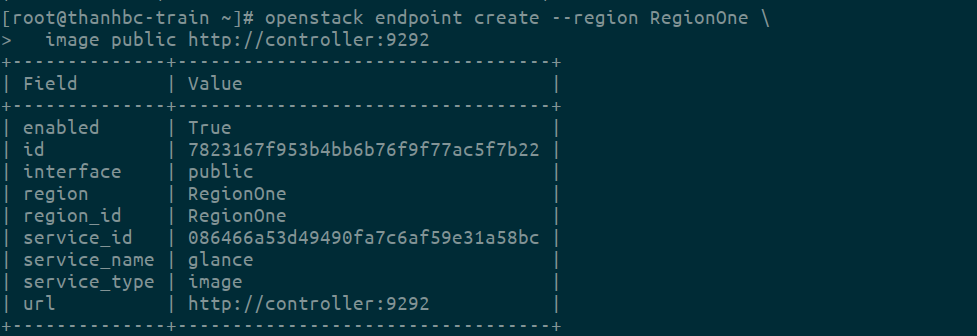 [root@thanhbc-train ~]# openstack endpoint create --region RegionOne \
>   image public http://controller:9292
+--------------+----------------------------------+
| Field        | Value                            |
+--------------+----------------------------------+
| enabled      | True                             |
| id           | 7823167f953b4bb6b76f9f77ac5f7b22 |
| interface    | public                           |
| region       | RegionOne                        |
| region_id    | RegionOne                        |
| service_id   | 086466a53d49490fa7c6af59e31a58bc |
| service_name | glance                           |
| service_type | image                            |
| url          | http://controller:9292           |
+--------------+----------------------------------+